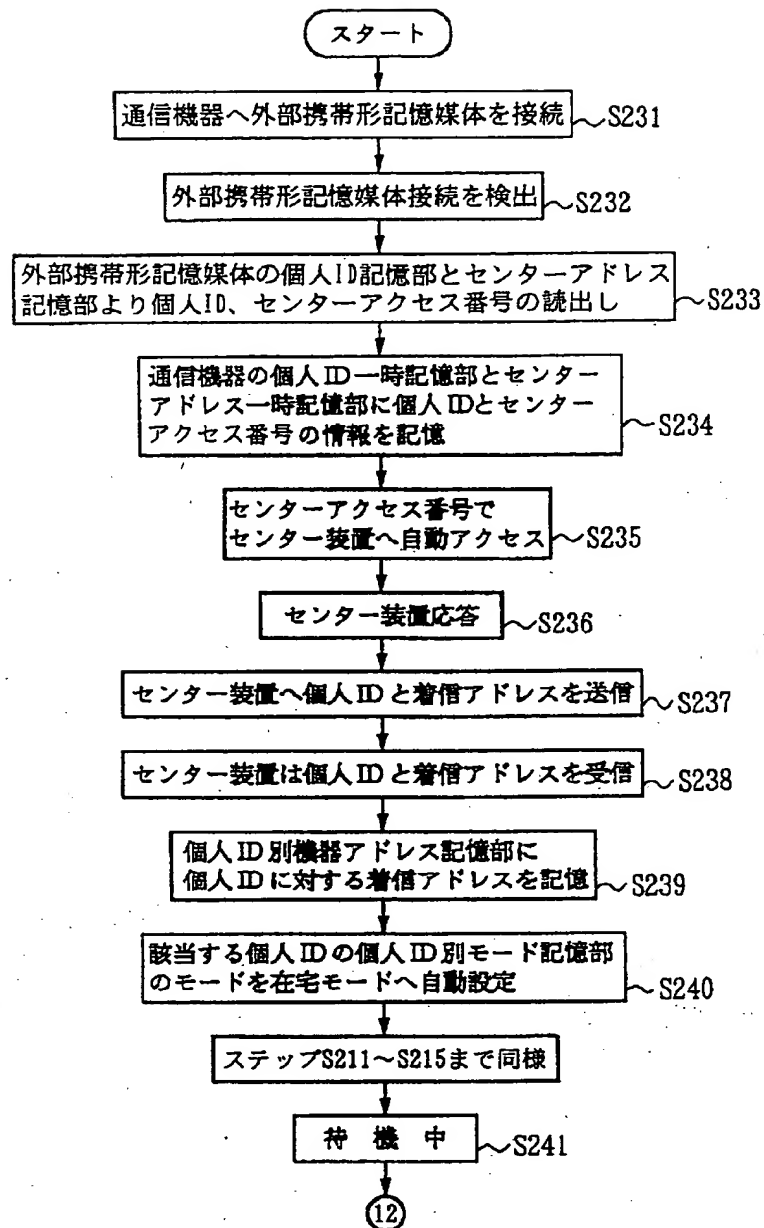 スタート
通信機器へ外部携帯形記憶媒体を接続
~S231
外部携帯形記憶媒体接続を検出
~S232
外部携帯形記憶媒体の個人ID記憶部とセンターアドレス
記憶部より個人ID、センターアクセス番号の読出し
~S233
通信機器の個人ID一時記憶部とセンター
アドレス一時記憶部に個人IDとセンター
アクセス番号の情報を記憶
~S234
センターアクセス番号で
センター装置へ自動アクセス
~S235
センター装置応答
~S236
センター装置へ個人IDと着信アドレスを送信
~S237
センター装置は個人IDと着信アドレスを受信
~S238
個人ID別機器アドレス記憶部に
個人IDに対する着信アドレスを記憶
~S239
該当する個人IDの個人ID別モード記憶部
のモードを在宅モードへ自動設定
~S240
ステップS211~S215まで同様
待 機 中
~S241
12